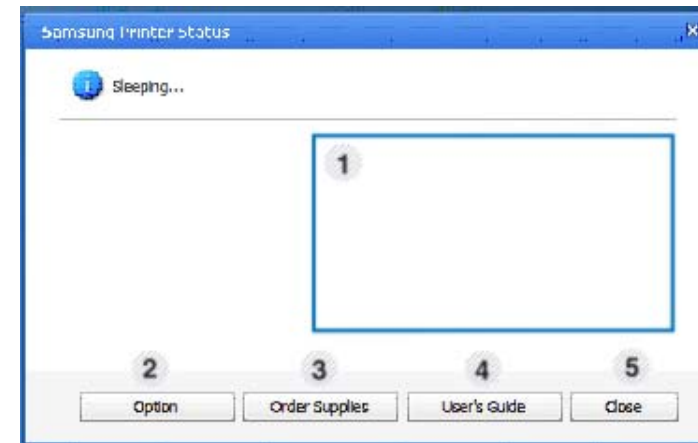 Samsung Printer Status
Sleeping...
1
2 3 4 5
Option Order Supplies User's Guide Close